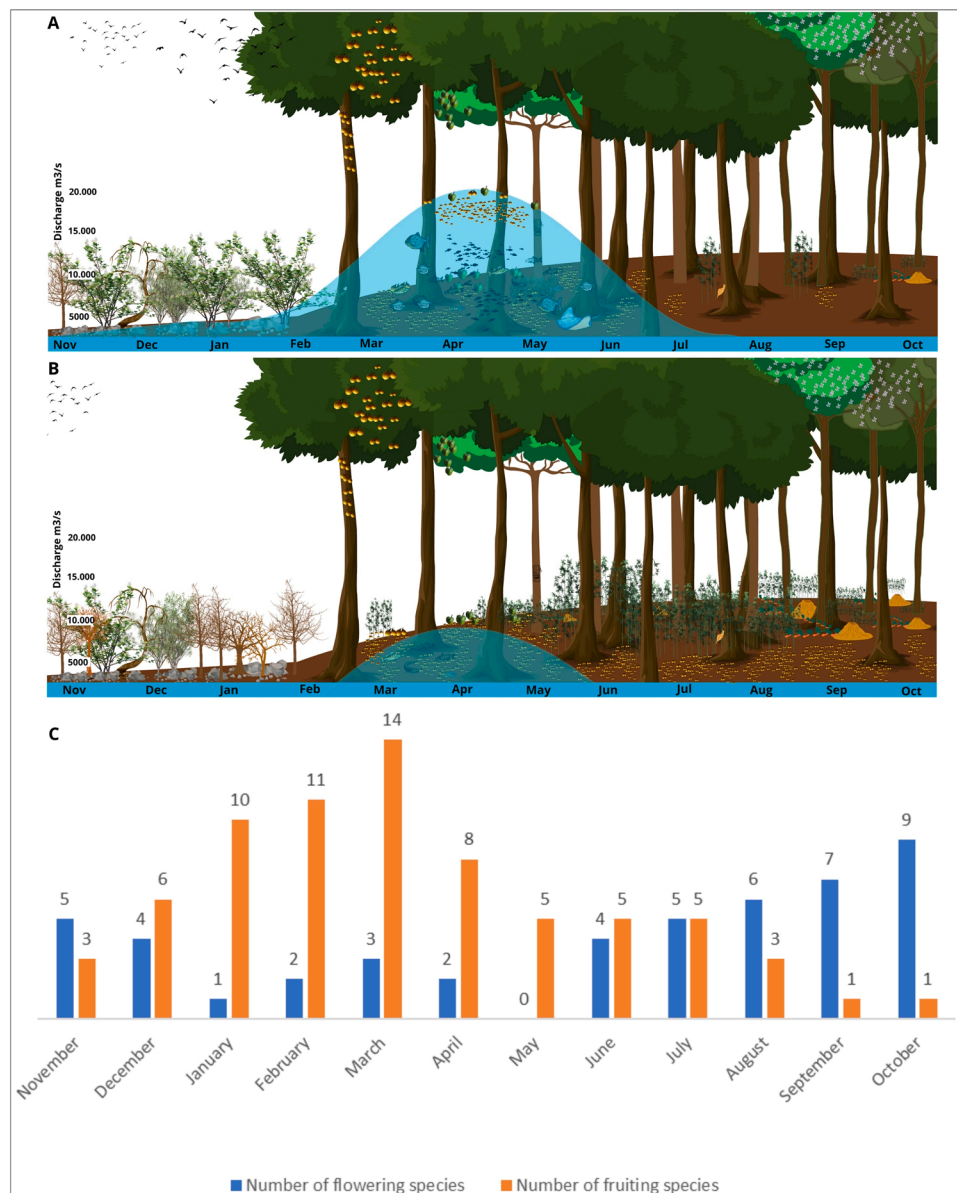 A
Discharge m3/s
20.000
15.000
10.000
5000
Nov Dec Jan Feb Mar Apr May Jun Jul Aug Sep Oct
B
Discharge m3/s
20.000
15.000
10.000
5000
Nov Dec Jan Feb Mar Apr May Jun Jul Aug Sep Oct
C
5 3 4 6 1 10 2 11 3 14 2 8 0 5 4 5 5 5 6 3 7 1 9 1
November December January February March April May June July August September October
Number of flowering species Number of fruiting species